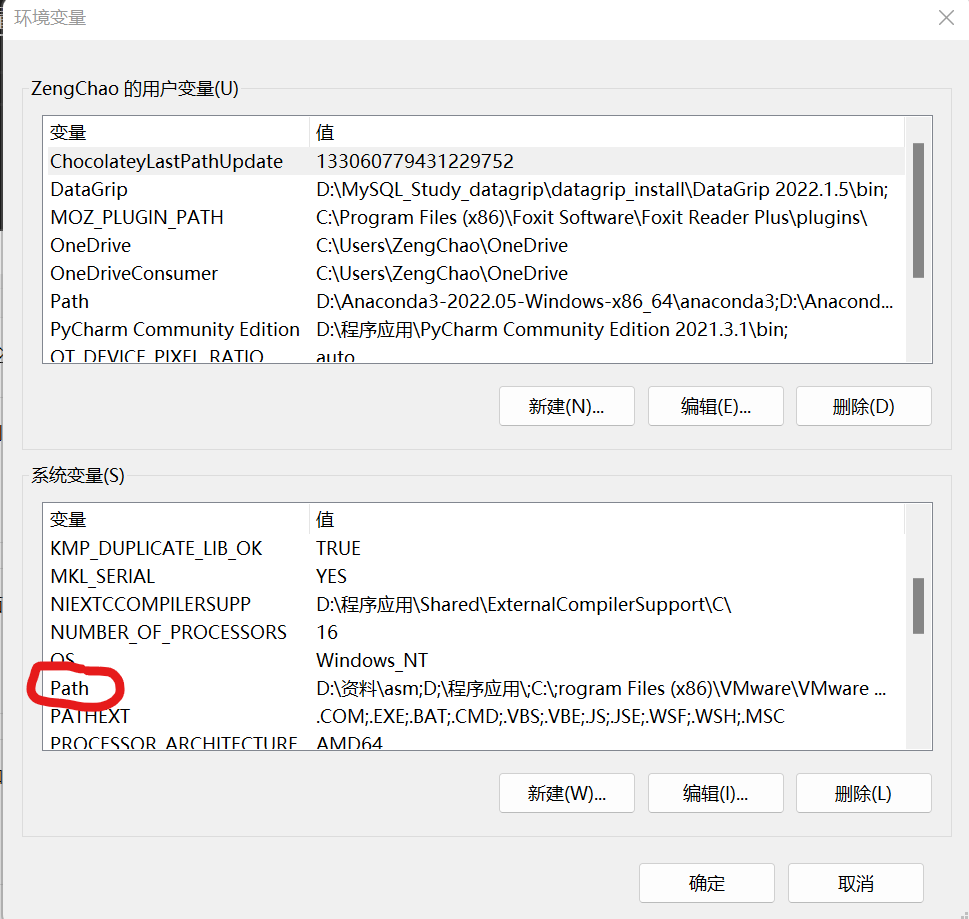 环境变量
ZengChao 的用户变量(U)
变量 值
ChocolateyLastPathUpdate 133060779431229752
DataGrip D:\MySQL_Study_datagrip\datagrip_install\DataGrip 2022.1.5\bin;
MOZ_PLUGIN_PATH C:\Program Files (x86)\Foxit Software\Foxit Reader Plus\plugins\
OneDrive C:\Users\ZengChao\OneDrive
OneDriveConsumer C:\Users\ZengChao\OneDrive
Path D:\Anaconda3-2022.05-Windows-x86_64\anaconda3;D:\Anacond...
PyCharm Community Edition D:\程序应用\PyCharm Community Edition 2021.3.1\bin;
QT_DEVICE_PIXEL_RATIO auto
新建(N)... 编辑(E)... 删除(D)
系统变量(S)
变量 值
KMP_DUPLICATE_LIB_OK TRUE
MKL_SERIAL YES
NIEXTCCOMPILERSUPP D:\程序应用\Shared\ExternalCompilerSupport\C\
NUMBER_OF_PROCESSORS 16
OS Windows_NT
Path D:\资料\asm;D;\程序应用\;C:\;rogram Files (x86)\VMware\VMware ...
PATHEXT .COM;.EXE;.BAT;.CMD;.VBS;.VBE;.JS;.JSE;.WSF;.WSH;.MSC
PROCESSOR_ARCHITECTURE AMD64
新建(W)... 编辑(I)... 删除(L)
确定 取消